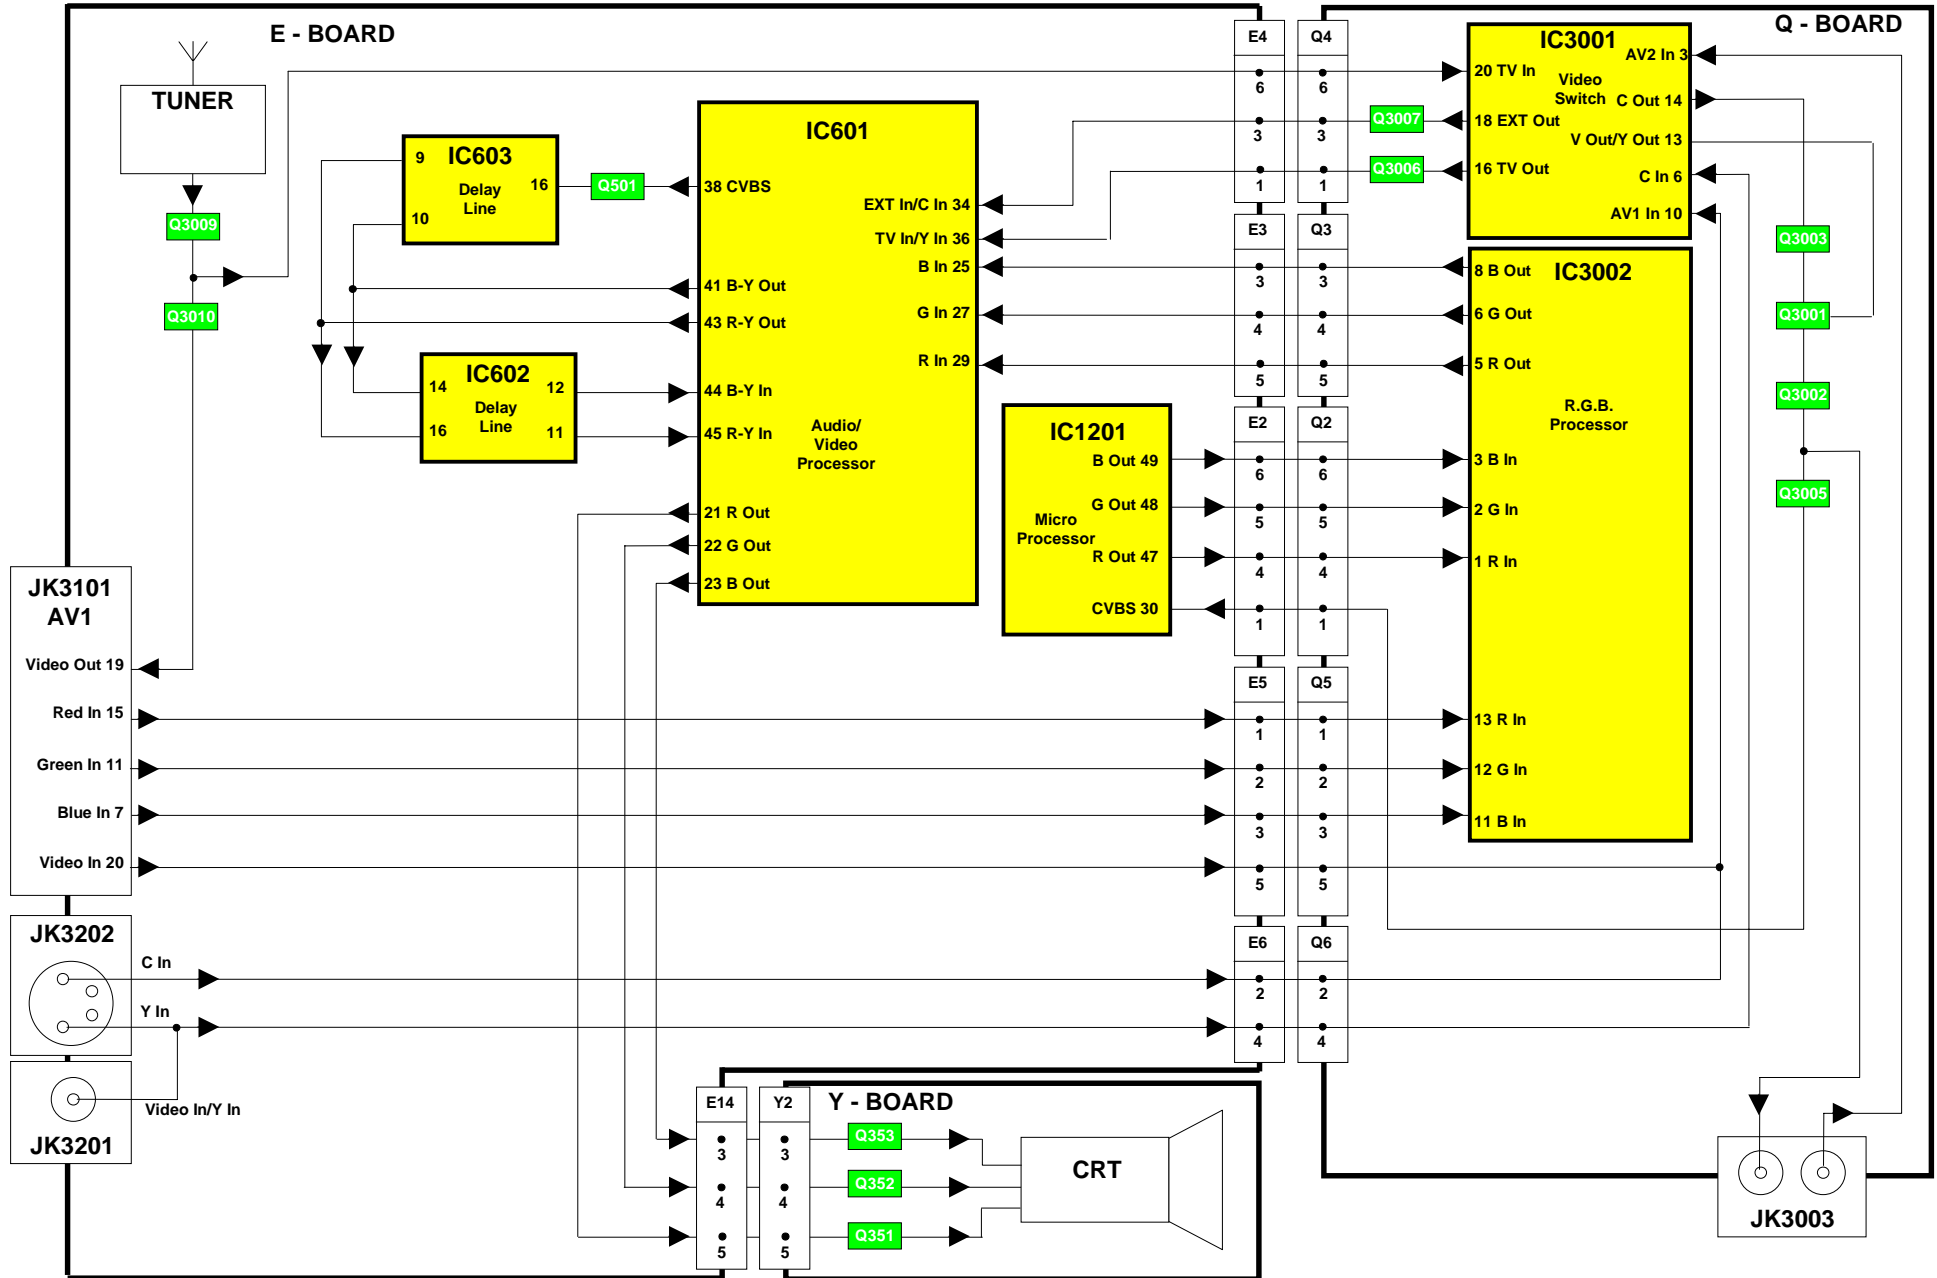 E - BOARD
Q - BOARD
TUNER
Q3009
Q3010
IC603
Delay
Line
9
10
16
Q501
IC602
Delay
Line
14
16
12
11
IC601
Audio/
Video
Processor
38 CVBS
41 B-Y Out
43 R-Y Out
44 B-Y In
45 R-Y In
21 R Out
22 G Out
23 B Out
EXT In/C In 34
TV In/Y In 36
B In 25
G In 27
R In 29
IC1201
Micro
Processor
B Out 49
G Out 48
R Out 47
CVBS 30
E4
6
3
1
E3
3
4
5
E2
6
5
4
1
E5
1
2
3
5
E6
2
4
Q4
6
3
1
Q3
3
4
5
Q2
6
5
4
1
Q5
1
2
3
5
Q6
2
4
Q3007
Q3006
IC3001
Video
Switch
20 TV In
18 EXT Out
16 TV Out
AV2 In 3
C Out 14
V Out/Y Out 13
C In 6
AV1 In 10
IC3002
R.G.B.
Processor
8 B Out
6 G Out
5 R Out
3 B In
2 G In
1 R In
13 R In
12 G In
11 B In
Q3003
Q3001
Q3002
Q3005
JK3101
AV1
Video Out 19
Red In 15
Green In 11
Blue In 7
Video In 20
JK3202
C In
Y In
Video In/Y In
JK3201
E14
3
4
5
Y2
3
4
5
Y - BOARD
Q353
Q352
Q351
CRT
JK3003